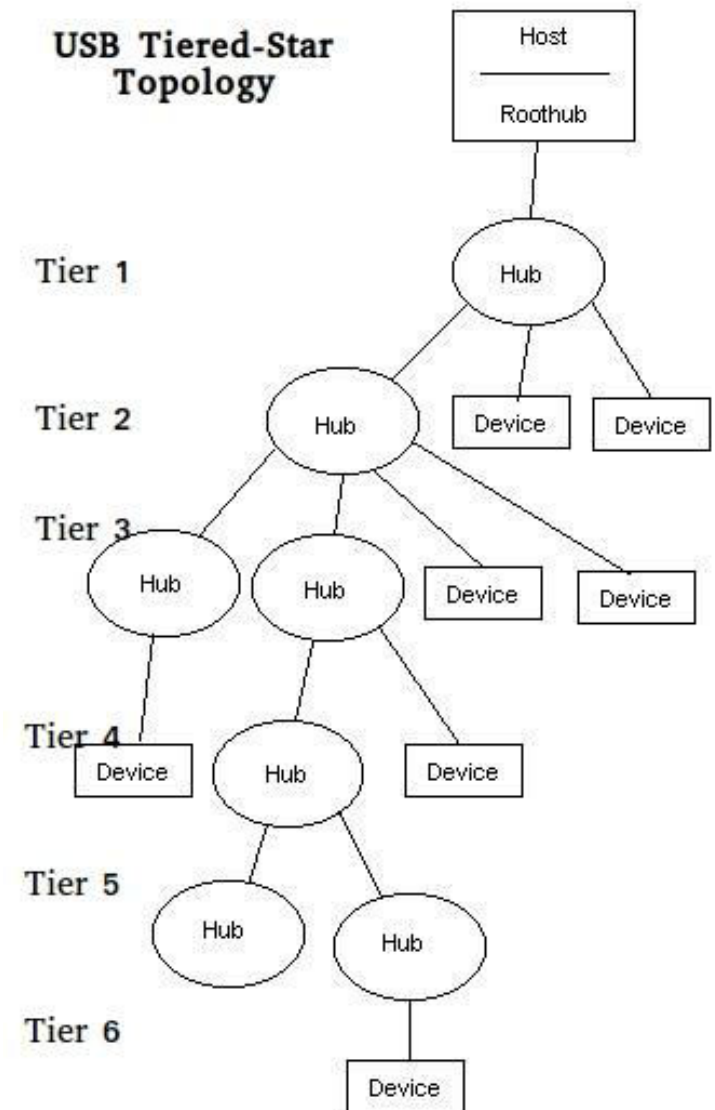 USB Tiered-Star
Topology
Host
Roothub
Tier 1
Hub
Tier 2
Hub
Device
Device
Tier 3
Hub
Hub
Device
Device
Tier 4
Device
Hub
Device
Tier 5
Hub
Hub
Tier 6
Device